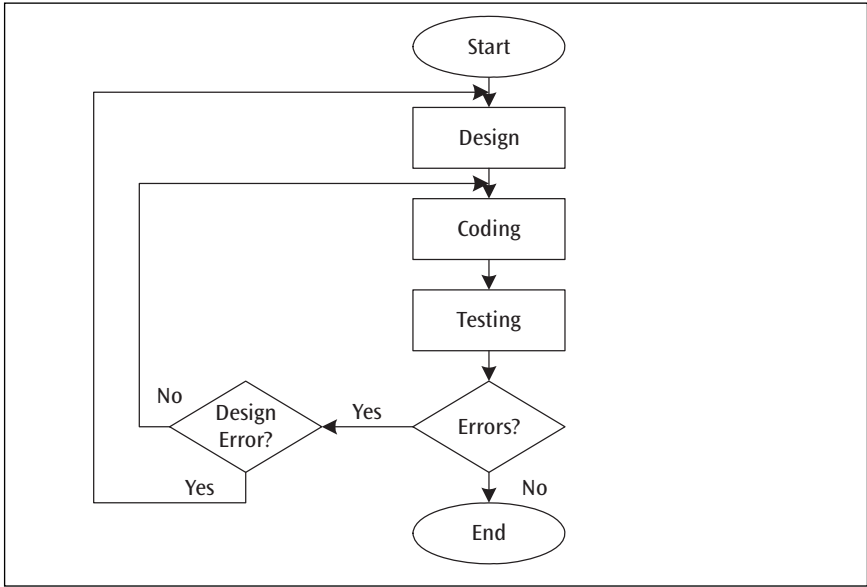 Start
Design
Coding
Testing
No
Design
Error?
Yes
Errors?
Yes
No
End